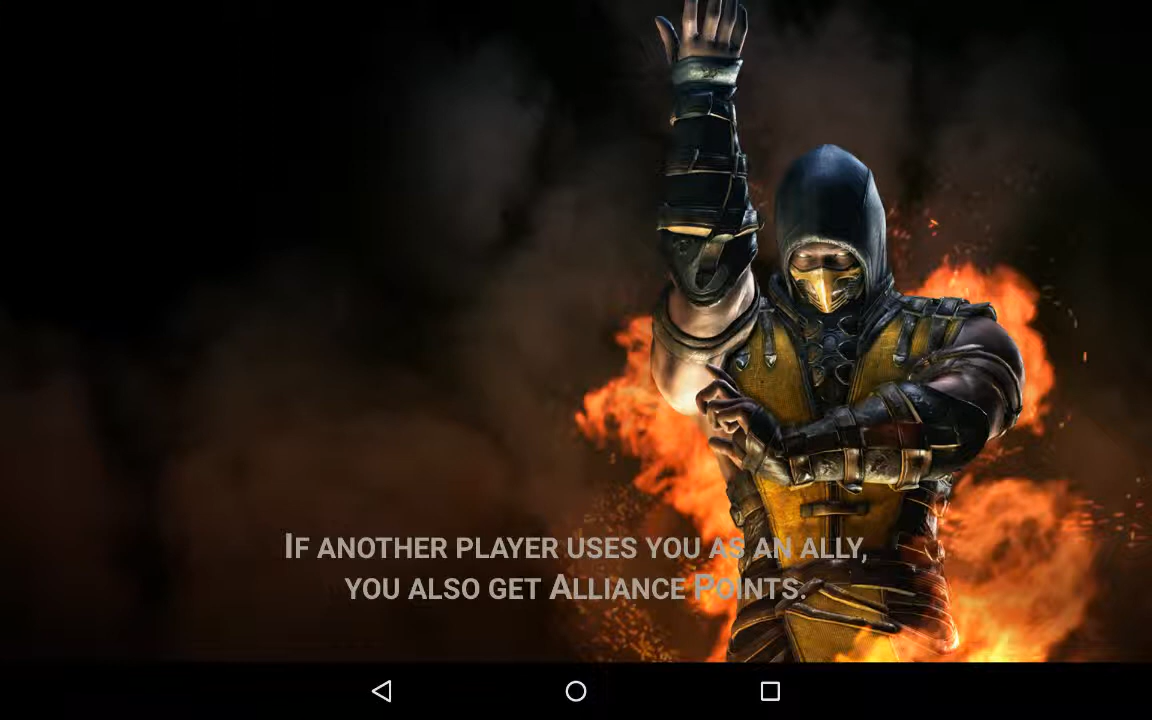 IF ANOTHER PLAYER USES YOU AS AN ALLY,
YOU ALSO GET ALLIANCE POINTS.